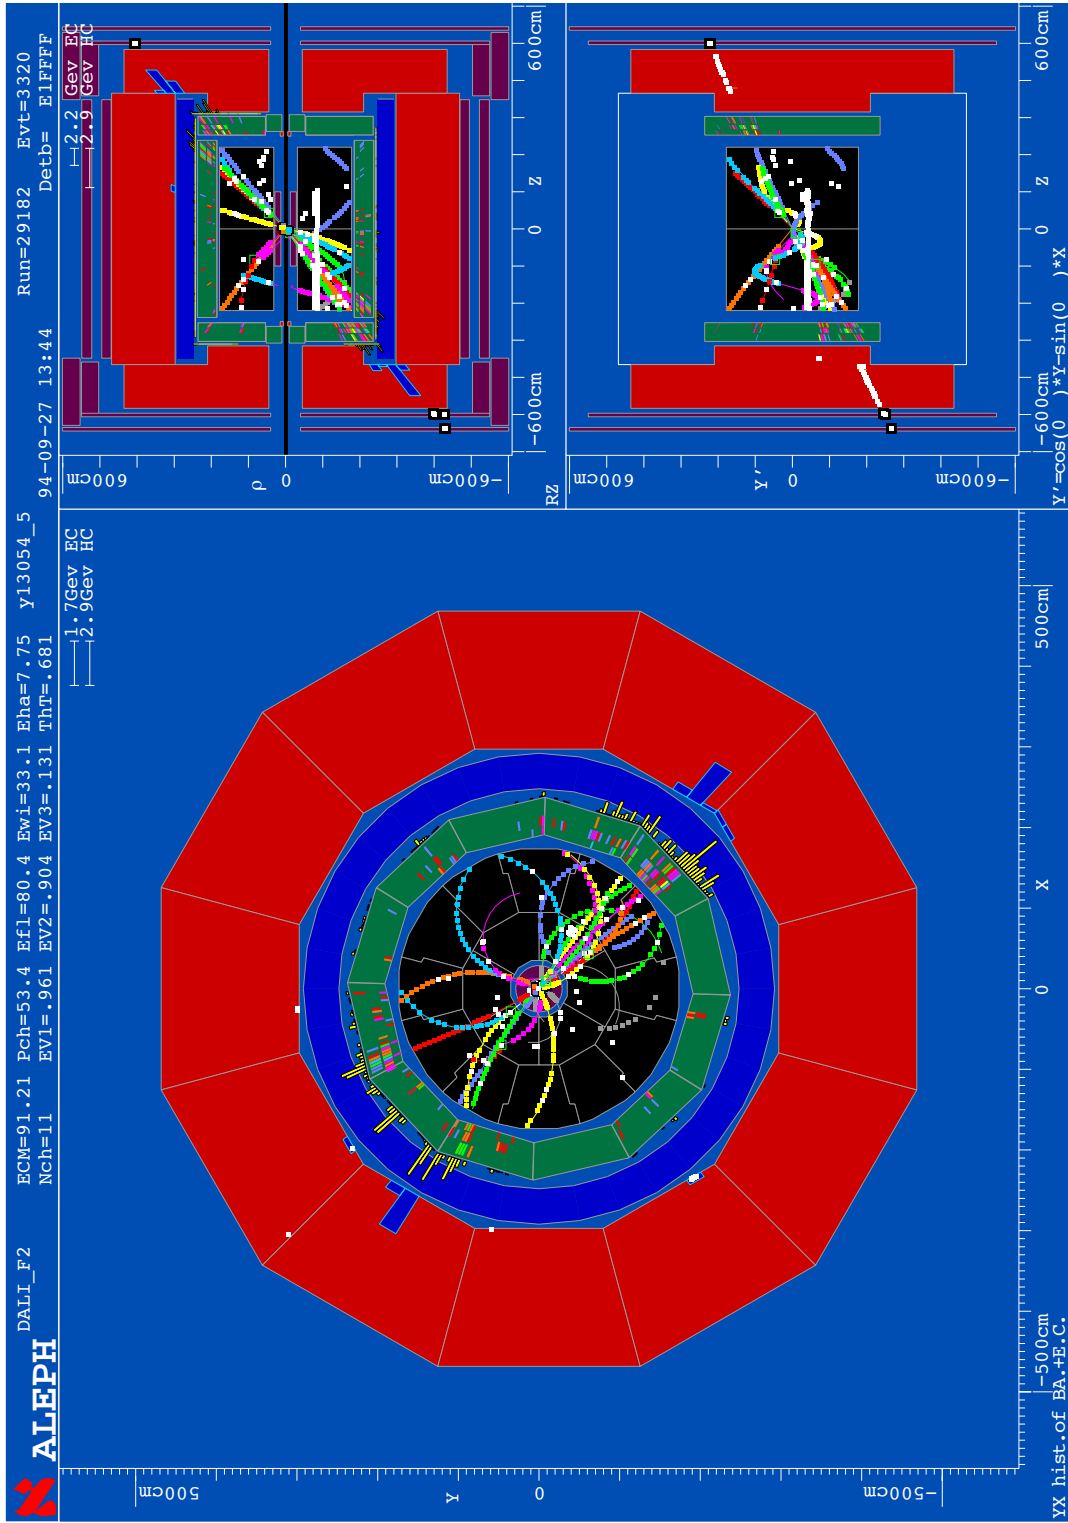 ALEPH DALI_F2 ECM=91.21 Pch=53.4 Efl=80.4 Ewi=33.1 Eha=7.75 y13054_5
Nch=11 EV1=.961 EV2=.904 EV3=.131 ThT=.681
94-09-27 13:44 Run=29182 Evt=3320
Detb= E1FFFF
1.7Gev EC
2.9Gev HC
500cm
Y
0
-500cm
-500cm 0 X 500cm
YX hist.of BA.+E.C.
2.2 Gev EC
2.9 Gev HC
600cm
ρ
0
-600cm
-600cm 0 Z 600cm
RZ
600cm
Y'
0
-600cm
-600cm 0 Z 600cm
Y'=cos(0 )*Y-sin(0 )*X